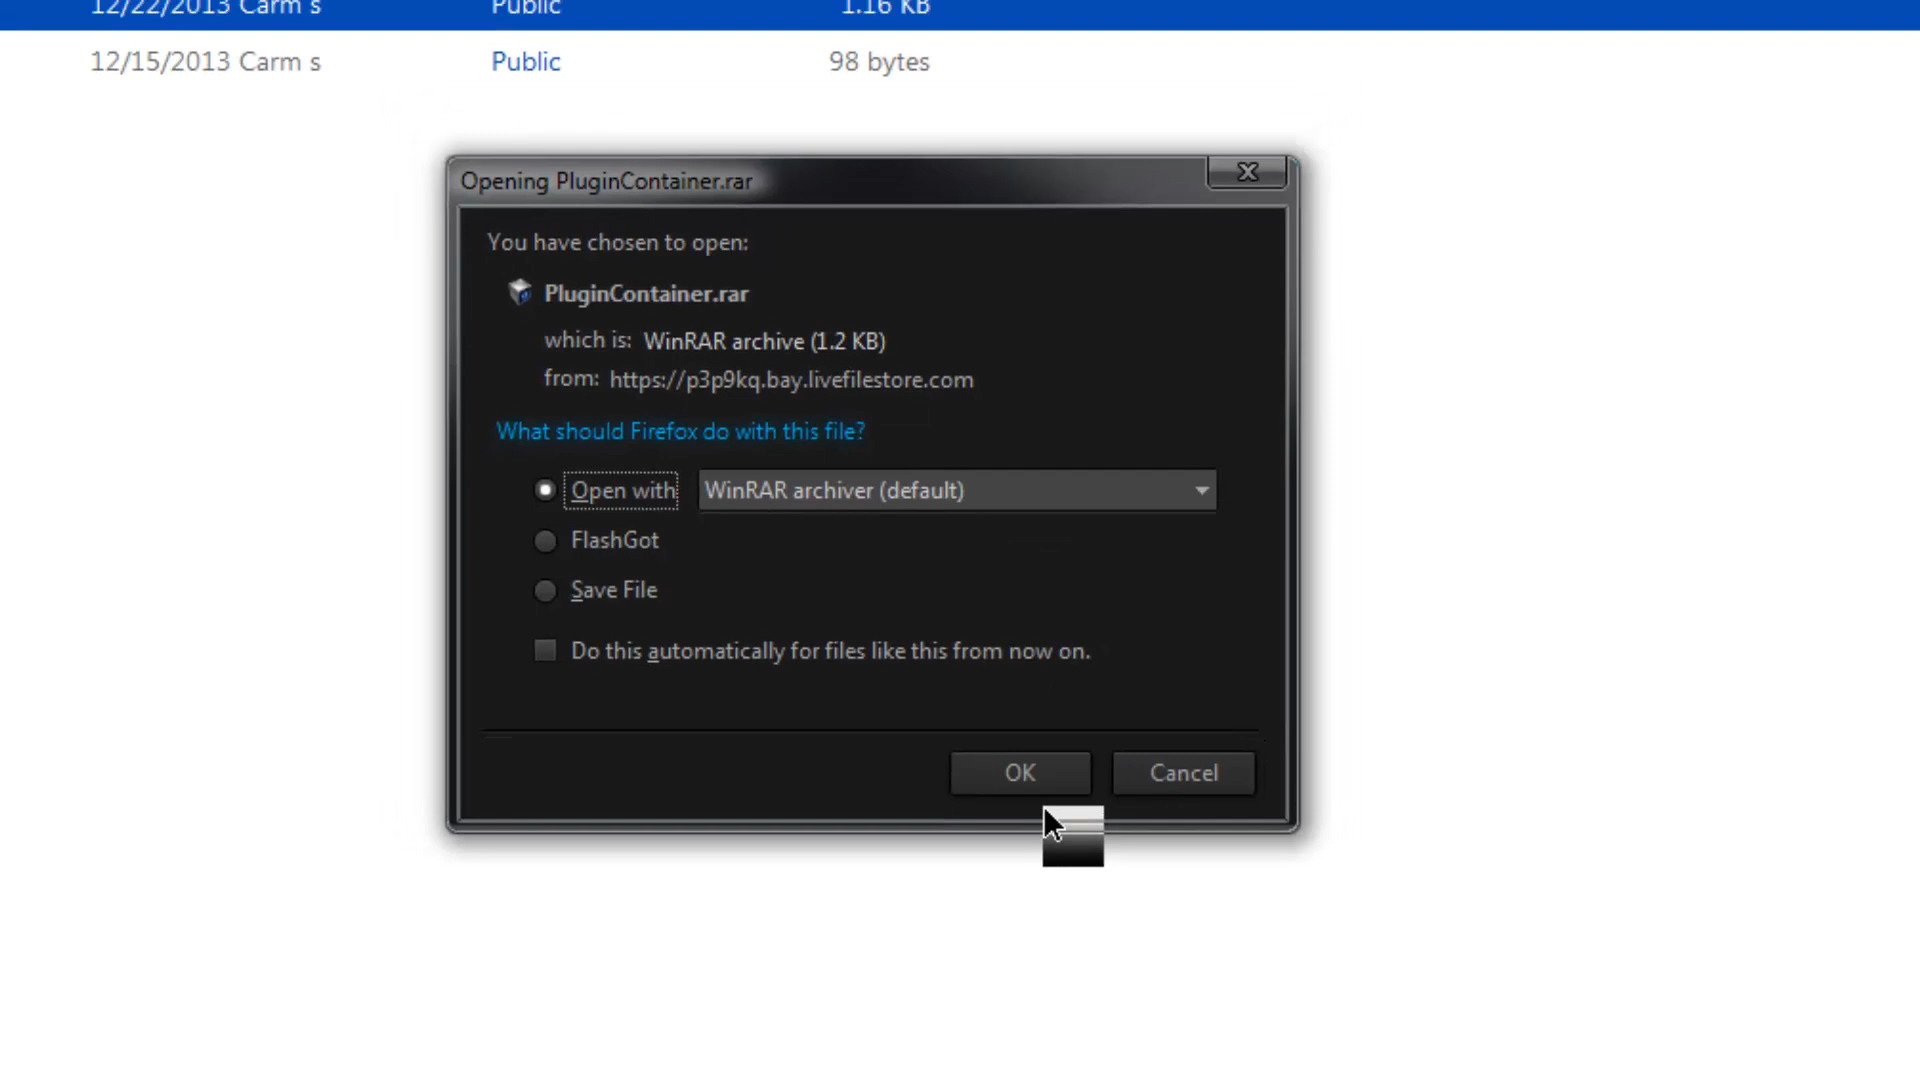 12/22/2013 Carm s Public 1.16 KB
12/15/2013 Carm s Public 98 bytes
Opening PluginContainer.rar
You have chosen to open:
PluginContainer.rar
which is: WinRAR archive (1.2 KB)
from: https://p3p9kq.bay.livefilestore.com
What should Firefox do with this file?
Open with WinRAR archiver (default)
FlashGot
Save File
Do this automatically for files like this from now on.
OK Cancel